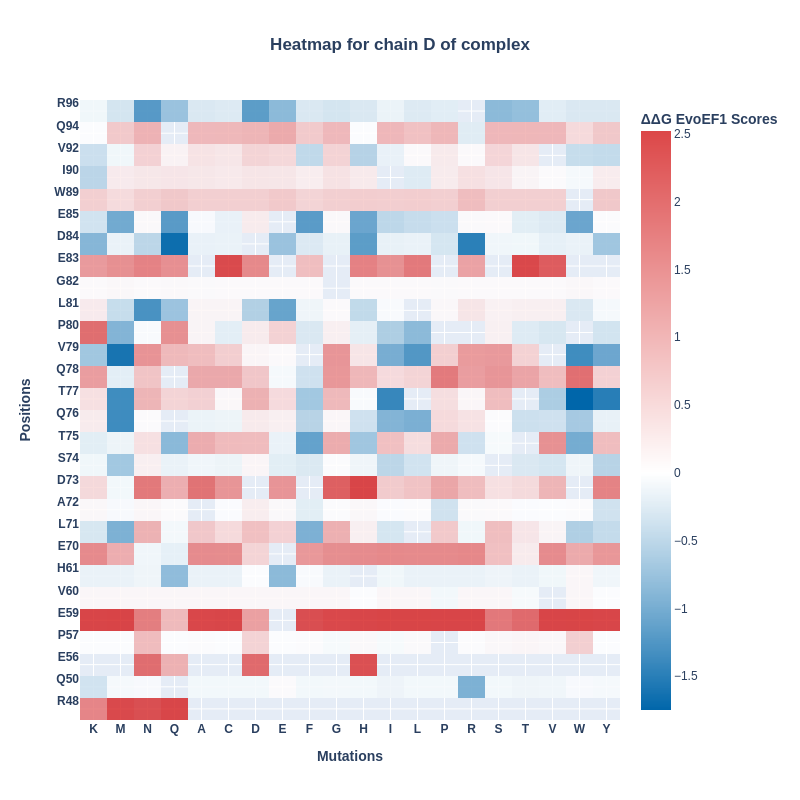 Heatmap for chain D of complex
ΔΔG EvoEF1 Scores
Positions
R96
Q94
V92
I90
W89
E85
D84
E83
G82
L81
P80
V79
Q78
T77
Q76
T75
S74
D73
A72
L71
E70
H61
V60
E59
P57
E56
Q50
R48
K M N Q A C D E F G H I L P R S T V W Y
Mutations
2.5
2
1.5
1
0.5
0
−0.5
−1
−1.5